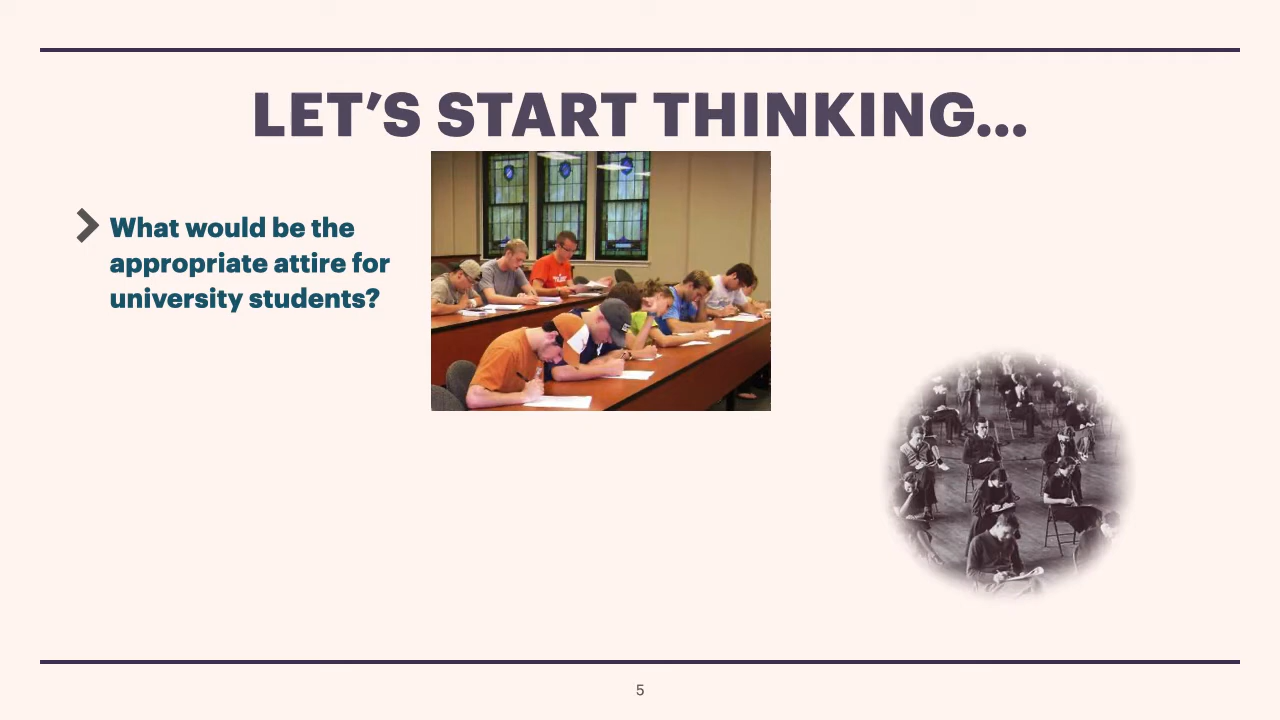 LET’S START THINKING...
What would be the
appropriate attire for
university students?
5